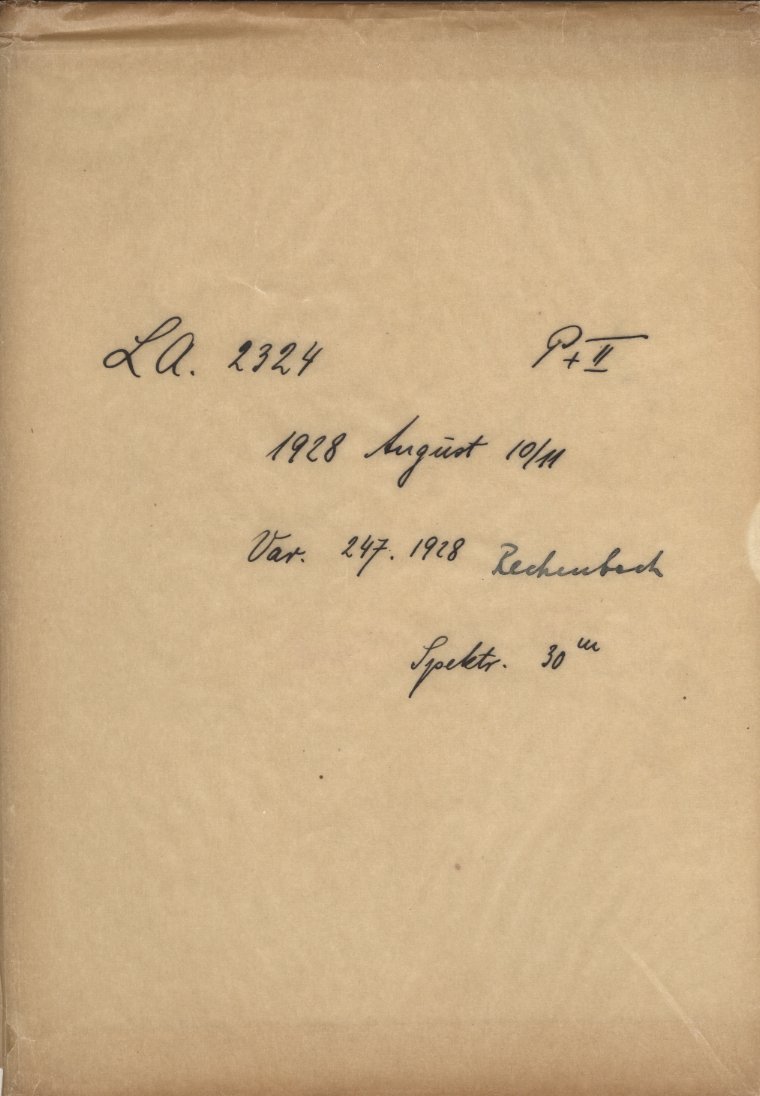 LA. 2324 P+II
1928 August 10/11
Var. 247.1928 Rechenbach
Spektr. 30m